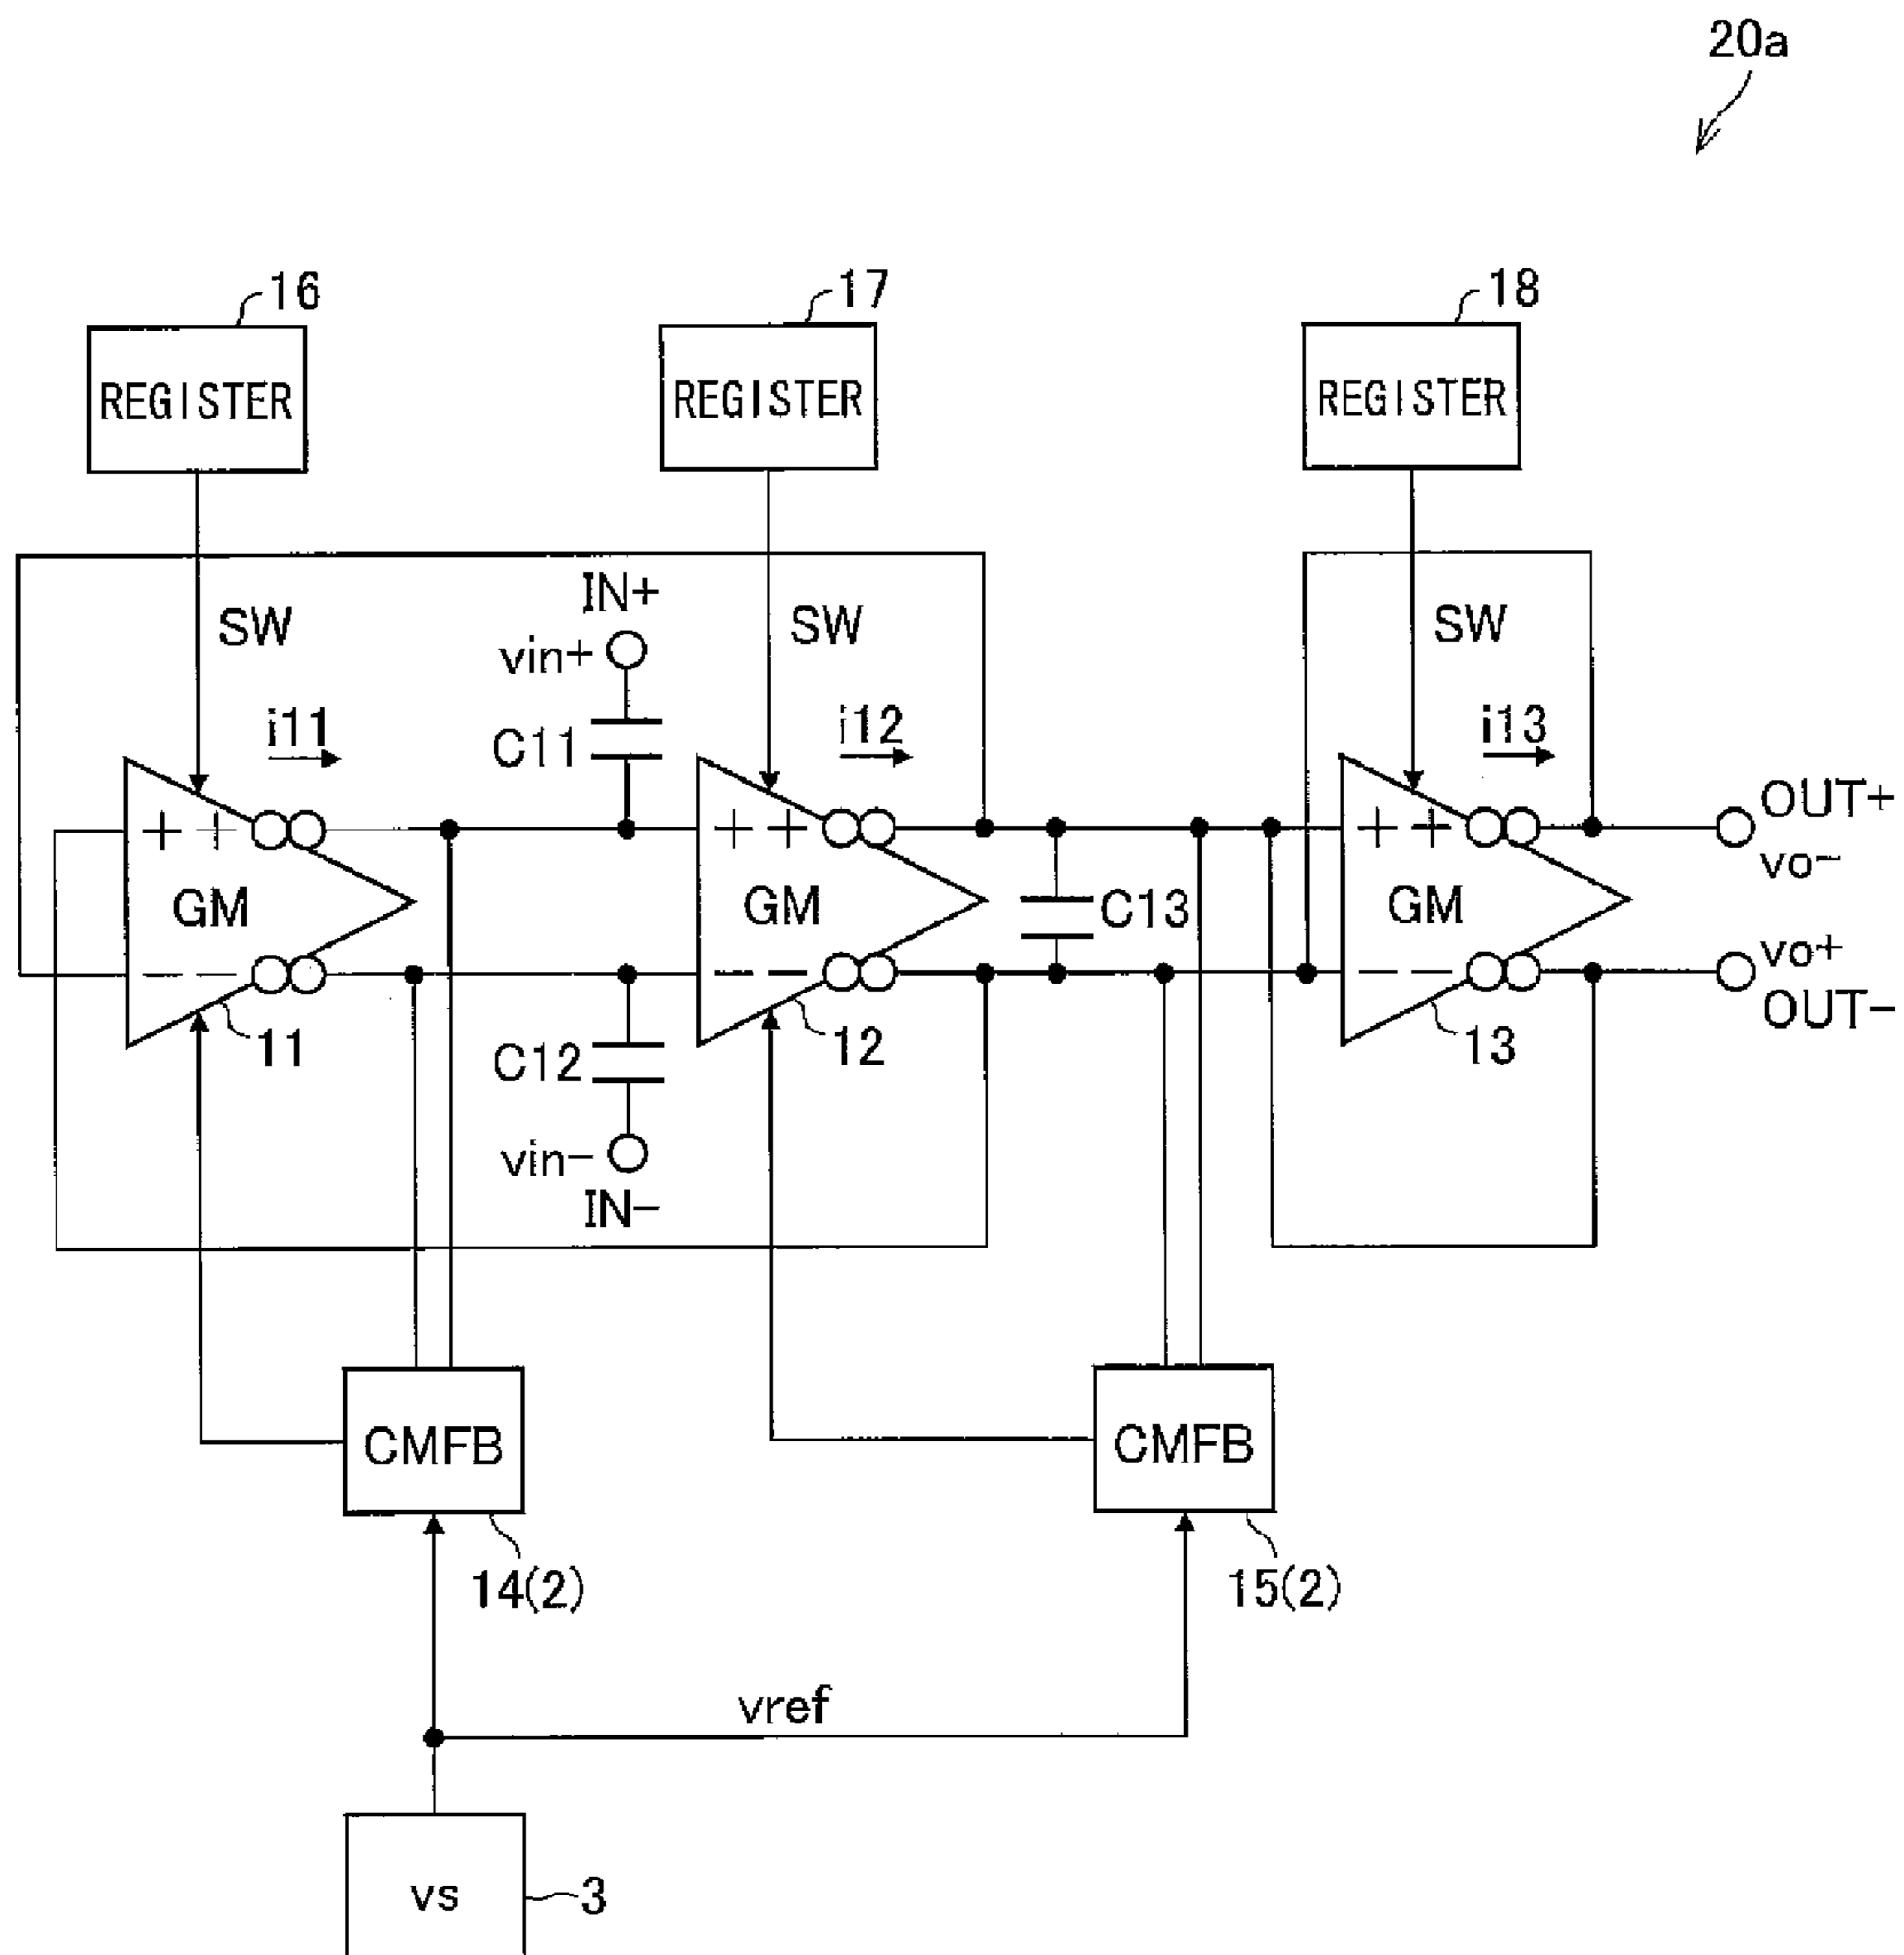 20a
16
17
18
REGISTER
REGISTER
REGISTER
SW
IN+
SW
SW
vin+
i11
C11
i12
i13
+ +
+ +
+ +
OUT+
vo-
GM
GM
C13
GM
- -
- -
- -
vo+
OUT-
11
C12
12
13
vin-
IN-
CMFB
CMFB
14(2)
15(2)
vref
vs
3